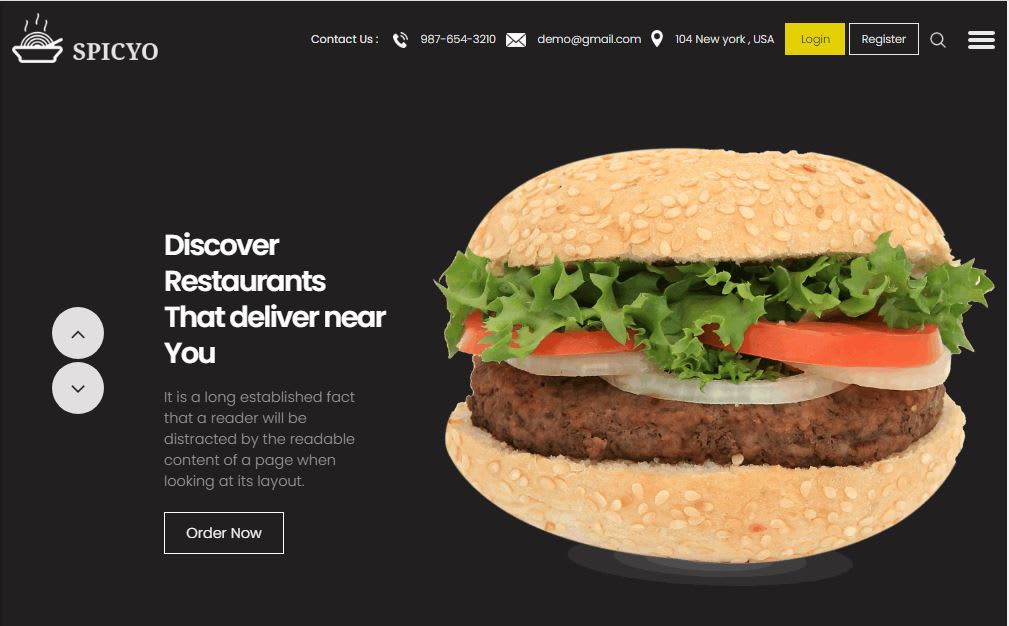 SPICYO
Contact Us : 987-654-3210 demo@gmail.com 104 New york , USA Login Register
Discover
Restaurants
That deliver near
You
It is a long established fact
that a reader will be
distracted by the readable
content of a page when
looking at its layout.
Order Now